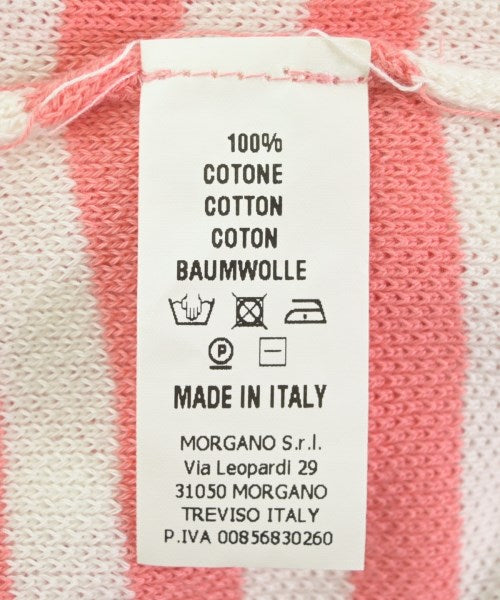 100%
COTONE
COTTON
COTON
BAUMWOLLE
P
MADE IN ITALY
MORGANO S.r.l.
Via Leopardi 29
31050 MORGANO
TREVISO ITALY
P.IVA 00856830260